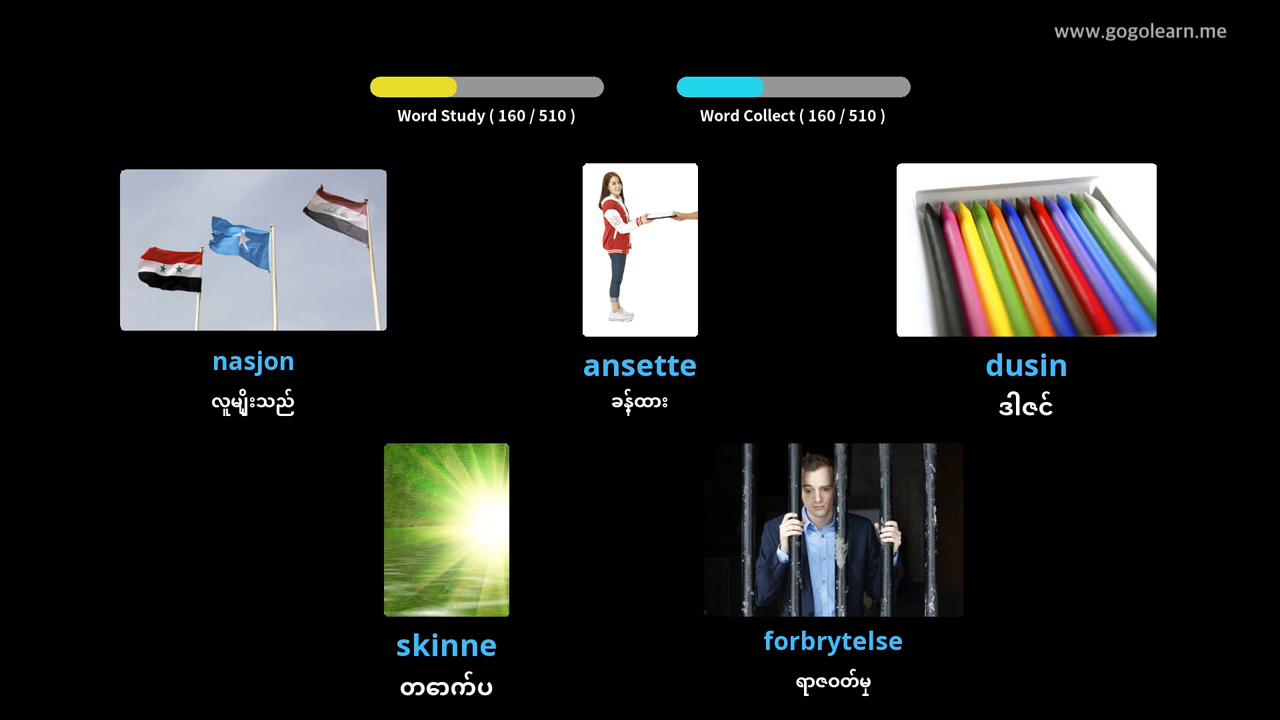 www.gogolearn.me
Word Study ( 160 / 510 )
Word Collect ( 160 / 510 )
nasjon
လူမျိုးသည်
ansette
ခန့်ထား
dusin
ဒါဇင်
skinne
တဓောက်ပ
forbrytelse
ရာဇဝတ်မှ